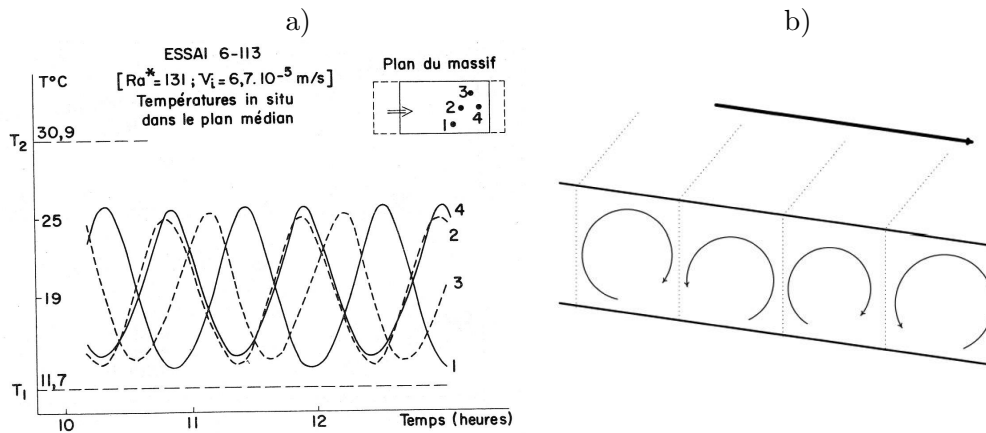 a)
b)
ESSAI 6-113
[Ra*=131 ; Vi=6,7.10-5 m/s]
Températures in situ
dans le plan médian
Plan du massif
3
2
4
1
T°C
T2
30,9
25
19
T1
11,7
4
2
3
1
10
11
12
Temps (heures)